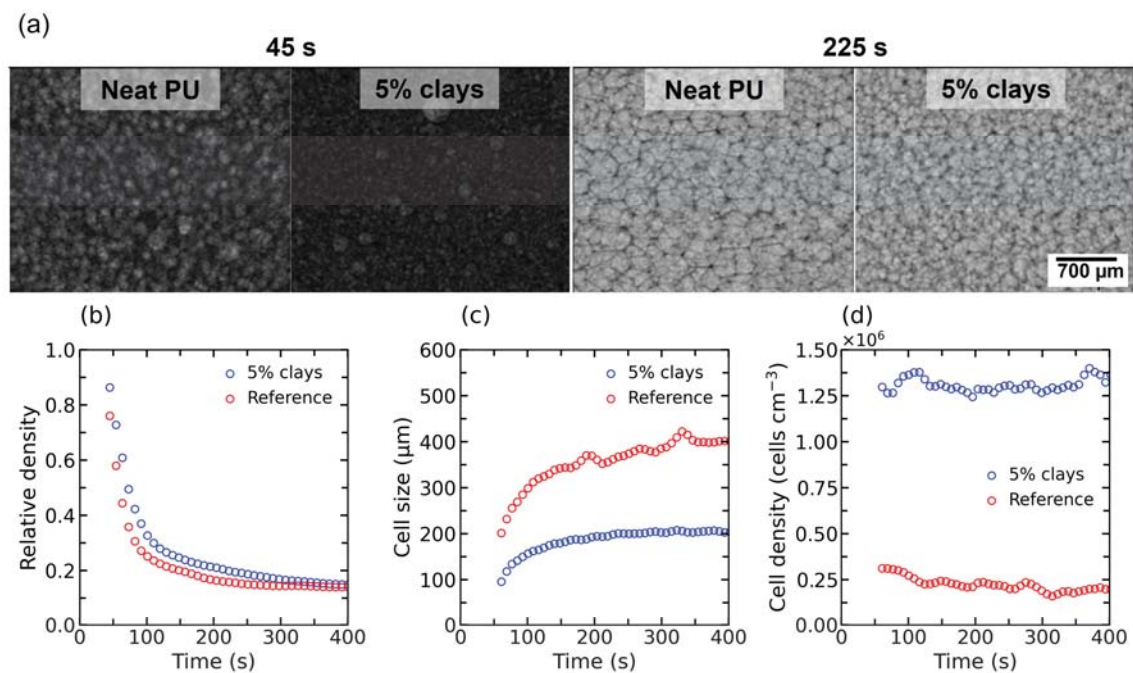 (a)
45 s
225 s
Neat PU
5% clays
Neat PU
5% clays
700 µm
(b)
1.0
0.8
0.6
0.4
0.2
0.0
0
100
200
300
400
Relative density
Time (s)
5% clays
Reference
(c)
600
500
400
300
200
100
0
0
100
200
300
400
Cell size (µm)
Time (s)
5% clays
Reference
(d)
×10⁶
1.50
1.25
1.00
0.75
0.50
0.25
0.00
0
100
200
300
400
Cell density (cells cm⁻³)
Time (s)
5% clays
Reference